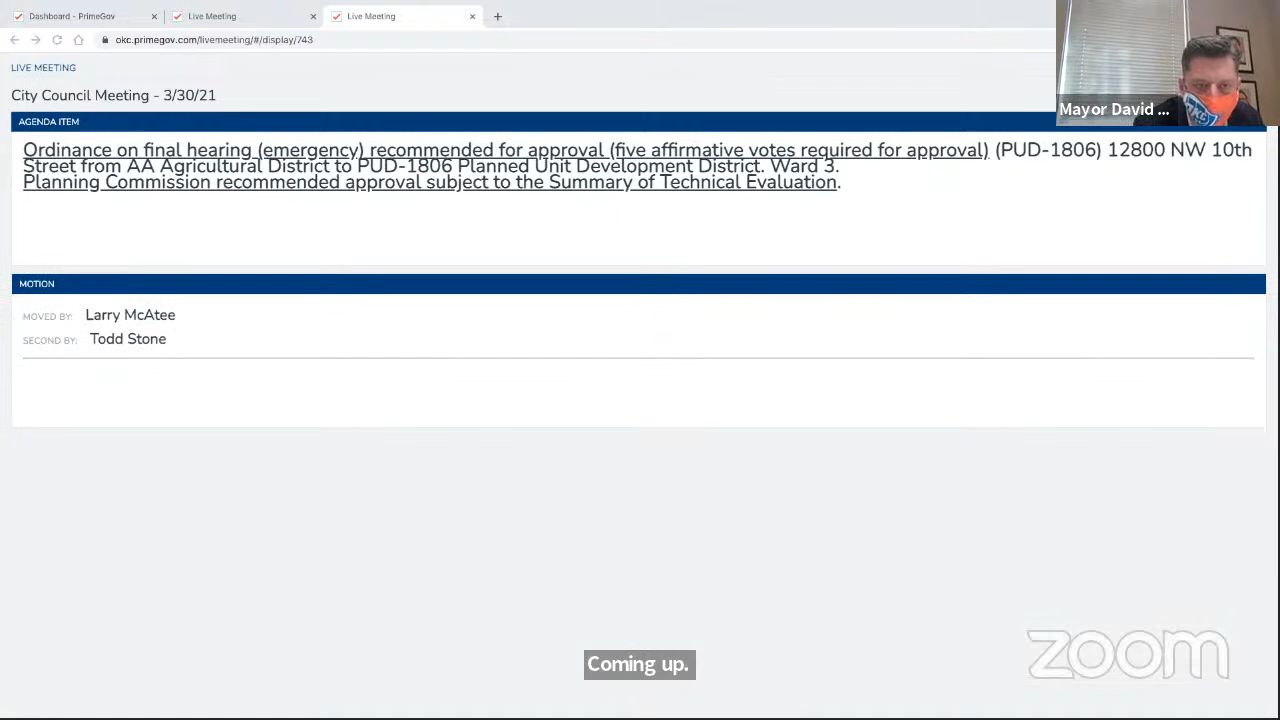 Dashboard - PrimeGov
Live Meeting
Live Meeting
okc.primegov.com/livemeeting/#/display/743
LIVE MEETING
City Council Meeting - 3/30/21
Mayor David ...
AGENDA ITEM
Ordinance on final hearing (emergency) recommended for approval (five affirmative votes required for approval) (PUD-1806) 12800 NW 10th
Street from AA Agricultural District to PUD-1806 Planned Unit Development District. Ward 3.
Planning Commission recommended approval subject to the Summary of Technical Evaluation.
MOTION
MOVED BY: Larry McAtee
SECOND BY: Todd Stone
Coming up.
zoom